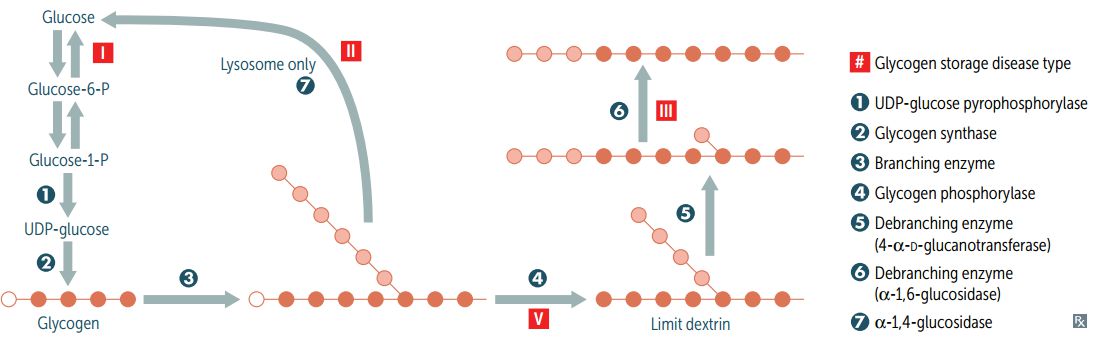 Glucose
I
Glucose-6-P
Glucose-1-P
1
UDP-glucose
2
Glycogen
3
Lysosome only
7
II
4
V
Limit dextrin
5
6
III
# Glycogen storage disease type
1 UDP-glucose pyrophosphorylase
2 Glycogen synthase
3 Branching enzyme
4 Glycogen phosphorylase
5 Debranching enzyme
(4-α-D-glucanotransferase)
6 Debranching enzyme
(α-1,6-glucosidase)
7 α-1,4-glucosidase
℞